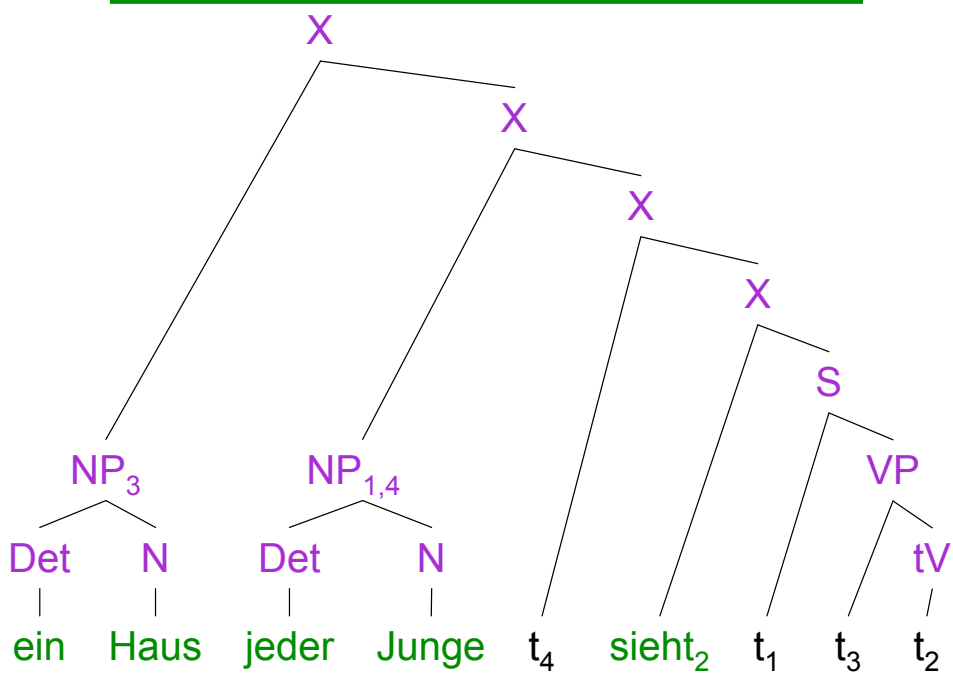 X
X
X
X
S
NP₃ NP₁,₄ VP
Det N Det N tV
ein Haus jeder Junge t₄ sieht₂ t₁ t₃ t₂